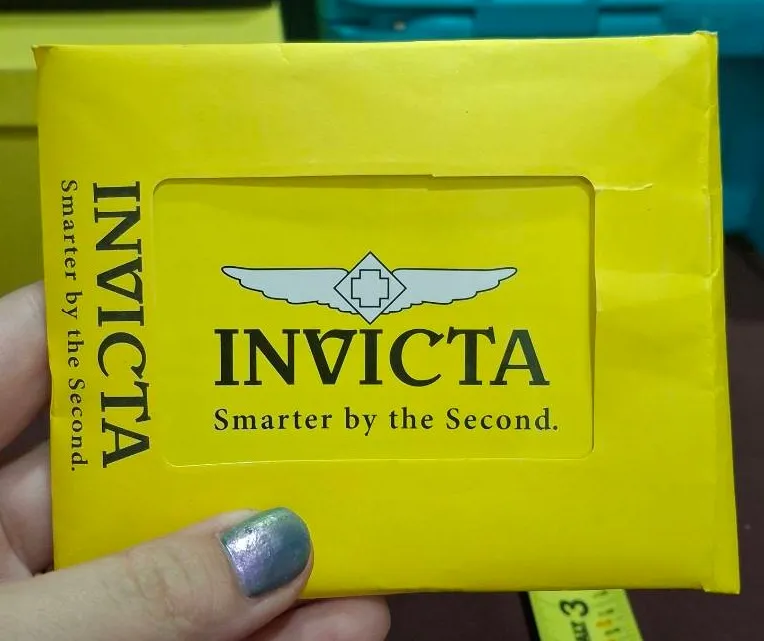 INVICTA
Smarter by the Second.
INVICTA
Smarter by the Second.
3